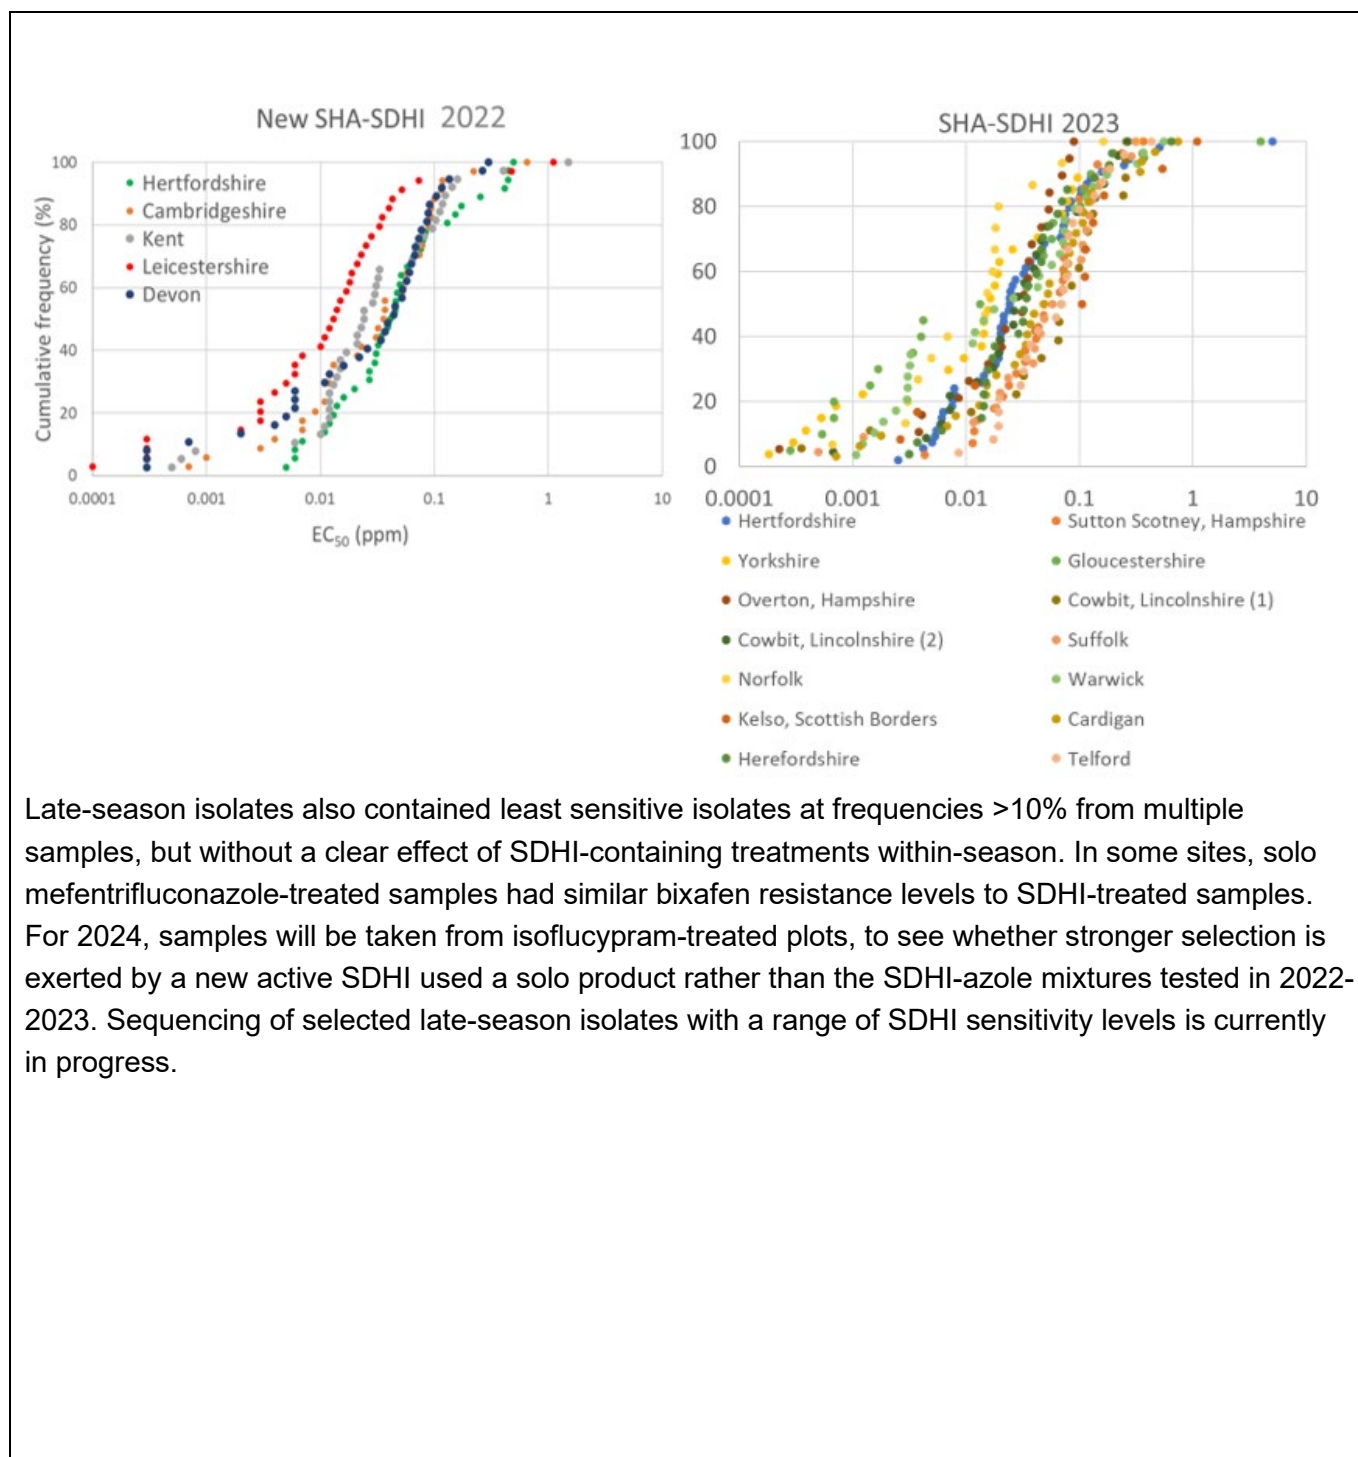 New SHA-SDHI 2022
100
80
60
40
20
0
Cumulative frequency (%)
Hertfordshire
Cambridgeshire
Kent
Leicestershire
Devon
0.0001 0.001 0.01 0.1 1 10
EC50 (ppm)
SHA-SDHI 2023
100
80
60
40
20
0
0.0001 0.001 0.01 0.1 1 10
Hertfordshire Sutton Scotney, Hampshire
Yorkshire Gloucestershire
Overton, Hampshire Cowbit, Lincolnshire (1)
Cowbit, Lincolnshire (2) Suffolk
Norfolk Warwick
Kelso, Scottish Borders Cardigan
Herefordshire Telford
Late-season isolates also contained least sensitive isolates at frequencies >10% from multiple
samples, but without a clear effect of SDHI-containing treatments within-season. In some sites, solo
mefentrifluconazole-treated samples had similar bixafen resistance levels to SDHI-treated samples.
For 2024, samples will be taken from isoflucypram-treated plots, to see whether stronger selection is
exerted by a new active SDHI used a solo product rather than the SDHI-azole mixtures tested in 2022-
2023. Sequencing of selected late-season isolates with a range of SDHI sensitivity levels is currently
in progress.